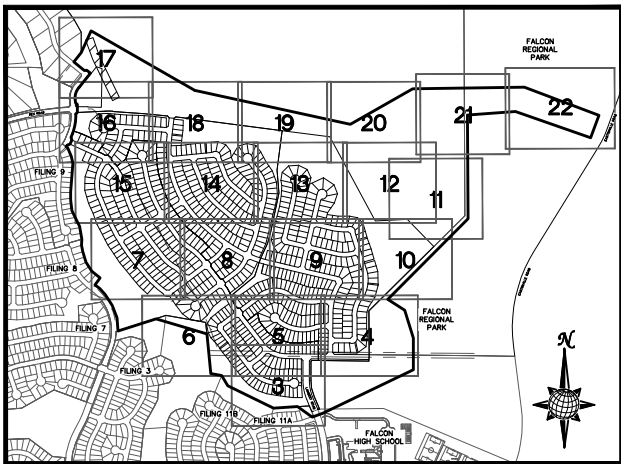 FALCON
REGIONAL
PARK
17
22
21
16
18
19
20
FILING 9
15
14
13
12
11
7
8
9
10
FILING 8
FALCON
REGIONAL
PARK
FILING 7
6
5
4
N
FILING 3
3
FILING 11B
FILING 11A
FALCON
HIGH SCHOOL